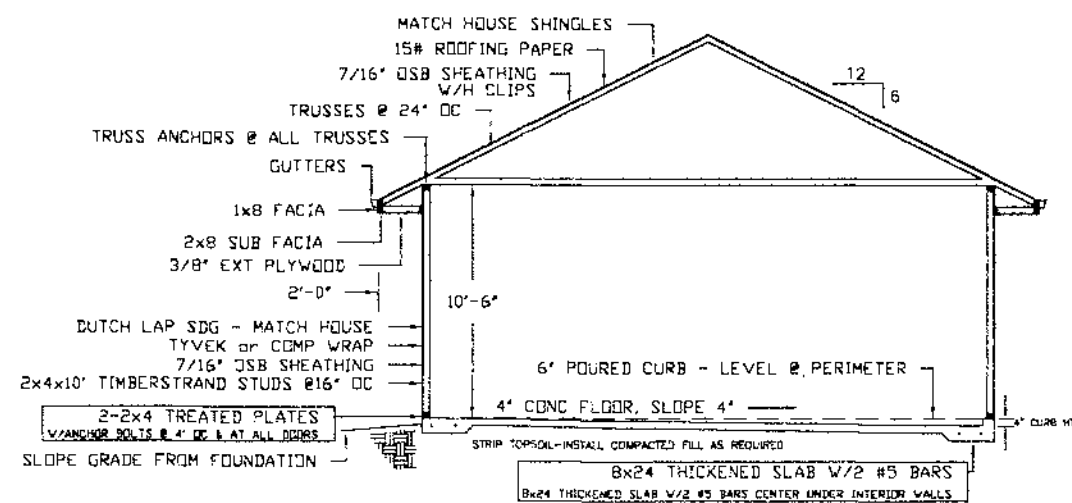 MATCH HOUSE SHINGLES
15# ROOFING PAPER
7/16" OSB SHEATHING
W/H CLIPS
TRUSSES @ 24" OC
TRUSS ANCHORS @ ALL TRUSSES
GUTTERS
1x8 FACIA
2x8 SUB FACIA
3/8" EXT PLYWOOD
2'-0"
DUTCH LAP SDG - MATCH HOUSE
TYVEK or COMP WRAP
7/16" OSB SHEATHING
2x4x10' TIMBERSTRAND STUDS @16" OC
2-2x4 TREATED PLATES
W/ANCHOR BOLTS @ 4' OC & AT ALL DOORS
SLOPE GRADE FROM FOUNDATION
12
6
10'-6"
6" POURED CURB - LEVEL @ PERIMETER
4" CONC FLOOR, SLOPE 4"
4" CURB HT
STRIP TOPSOIL-INSTALL COMPACTED FILL AS REQUIRED
8x24 THICKENED SLAB W/2 #5 BARS
8x24 THICKENED SLAB W/2 #5 BARS CENTER UNDER INTERIOR WALLS